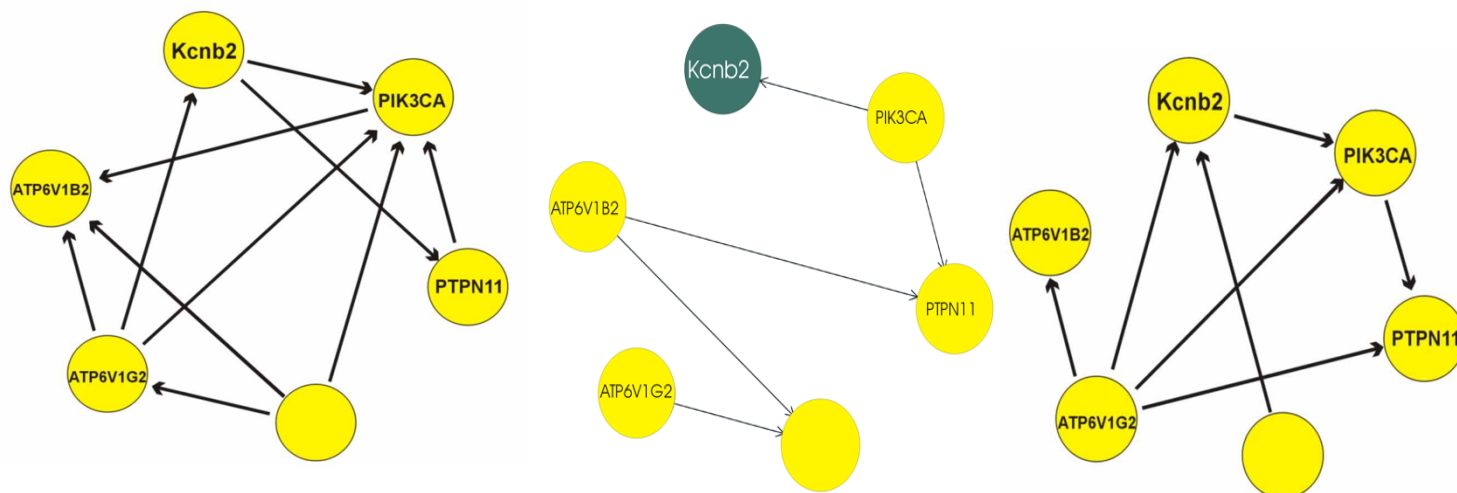 Kcnb2
PIK3CA
ATP6V1B2
PTPN11
ATP6V1G2
Kcnb2
PIK3CA
ATP6V1B2
PTPN11
ATP6V1G2
Kcnb2
PIK3CA
ATP6V1B2
PTPN11
ATP6V1G2